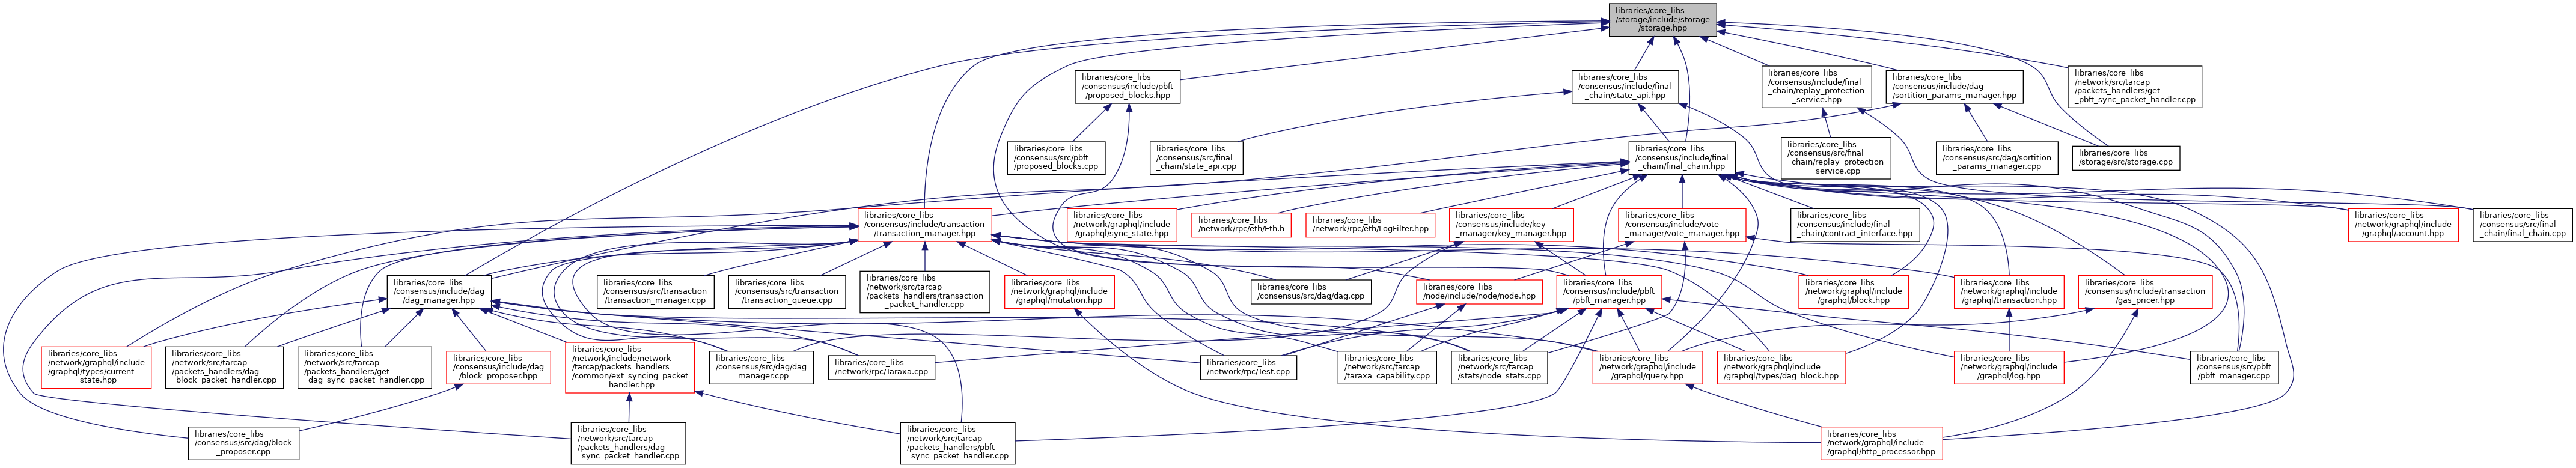 libraries/core_libs
/storage/include/storage
/storage.hpp
libraries/core_libs
/consensus/include/pbft
/proposed_blocks.hpp
libraries/core_libs
/consensus/include/final
_chain/state_api.hpp
libraries/core_libs
/consensus/include/final
_chain/replay_protection
_service.hpp
libraries/core_libs
/consensus/include/dag
/sortition_params_manager.hpp
libraries/core_libs
/network/src/tarcap
/packets_handlers/get
_pbft_sync_packet_handler.cpp
libraries/core_libs
/consensus/src/pbft
/proposed_blocks.cpp
libraries/core_libs
/consensus/src/final
_chain/state_api.cpp
libraries/core_libs
/consensus/include/final
_chain/final_chain.hpp
libraries/core_libs
/consensus/src/final
_chain/replay_protection
_service.cpp
libraries/core_libs
/consensus/src/dag/sortition
_params_manager.cpp
libraries/core_libs
/storage/src/storage.cpp
libraries/core_libs
/consensus/include/transaction
/transaction_manager.hpp
libraries/core_libs
/network/graphql/include
/graphql/sync_state.hpp
libraries/core_libs
/network/rpc/eth/Eth.h
libraries/core_libs
/network/rpc/eth/LogFilter.hpp
libraries/core_libs
/consensus/include/key
_manager/key_manager.hpp
libraries/core_libs
/consensus/include/vote
_manager/vote_manager.hpp
libraries/core_libs
/consensus/include/final
_chain/contract_interface.hpp
libraries/core_libs
/network/graphql/include
/graphql/account.hpp
libraries/core_libs
/consensus/src/final
_chain/final_chain.cpp
libraries/core_libs
/consensus/include/dag
/dag_manager.hpp
libraries/core_libs
/consensus/src/transaction
/transaction_manager.cpp
libraries/core_libs
/consensus/src/transaction
/transaction_queue.cpp
libraries/core_libs
/network/src/tarcap
/packets_handlers/transaction
_packet_handler.cpp
libraries/core_libs
/network/graphql/include
/graphql/mutation.hpp
libraries/core_libs
/consensus/src/dag/dag.cpp
libraries/core_libs
/node/include/node/node.hpp
libraries/core_libs
/consensus/include/pbft
/pbft_manager.hpp
libraries/core_libs
/network/graphql/include
/graphql/block.hpp
libraries/core_libs
/network/graphql/include
/graphql/transaction.hpp
libraries/core_libs
/consensus/include/transaction
/gas_pricer.hpp
libraries/core_libs
/network/graphql/include
/graphql/types/current
_state.hpp
libraries/core_libs
/network/src/tarcap
/packets_handlers/dag
_block_packet_handler.cpp
libraries/core_libs
/network/src/tarcap
/packets_handlers/get
_dag_sync_packet_handler.cpp
libraries/core_libs
/consensus/include/dag
/block_proposer.hpp
libraries/core_libs
/network/include/network
/tarcap/packets_handlers
/common/ext_syncing_packet
_handler.hpp
libraries/core_libs
/consensus/src/dag/dag
_manager.cpp
libraries/core_libs
/network/rpc/Taraxa.cpp
libraries/core_libs
/network/rpc/Test.cpp
libraries/core_libs
/network/src/tarcap
/taraxa_capability.cpp
libraries/core_libs
/network/src/tarcap
/stats/node_stats.cpp
libraries/core_libs
/network/graphql/include
/graphql/query.hpp
libraries/core_libs
/network/graphql/include
/graphql/types/dag_block.hpp
libraries/core_libs
/network/graphql/include
/graphql/log.hpp
libraries/core_libs
/consensus/src/pbft
/pbft_manager.cpp
libraries/core_libs
/consensus/src/dag/block
_proposer.cpp
libraries/core_libs
/network/src/tarcap
/packets_handlers/dag
_sync_packet_handler.cpp
libraries/core_libs
/network/src/tarcap
/packets_handlers/pbft
_sync_packet_handler.cpp
libraries/core_libs
/network/graphql/include
/graphql/http_processor.hpp